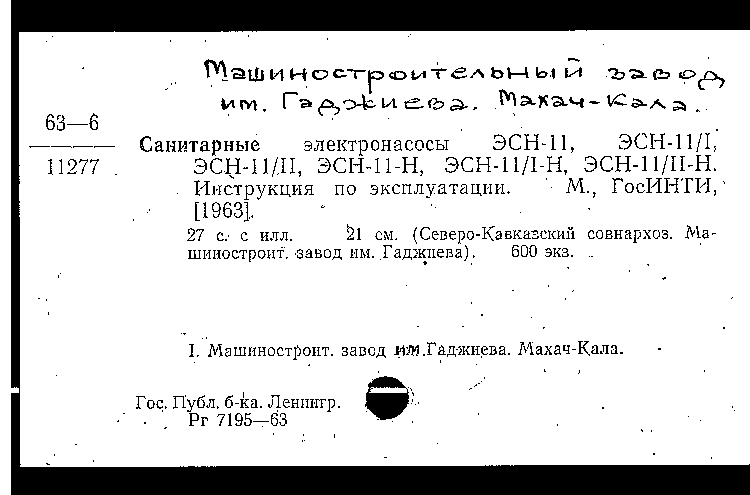 Машиностроительный завод
им. Гаджиева. Махач-Кала.
63—6
11277
Санитарные электронасосы ЭСН-11, ЭСН-11/I,
ЭСН-11/II, ЭСН-11-Н, ЭСН-11/I-Н, ЭСН-11/II-Н.
Инструкция по эксплуатации. М., ГосИНТИ,
[1963].
27 с. с илл. 21 см. (Северо-Кавказский совнархоз. Ма-
шиностроит. завод им. Гаджиева). 600 экз.
I. Машиностроит. завод им.Гаджиева. Махач-Кала.
Гос. Публ. б-ка. Ленингр.
Рг 7195—63